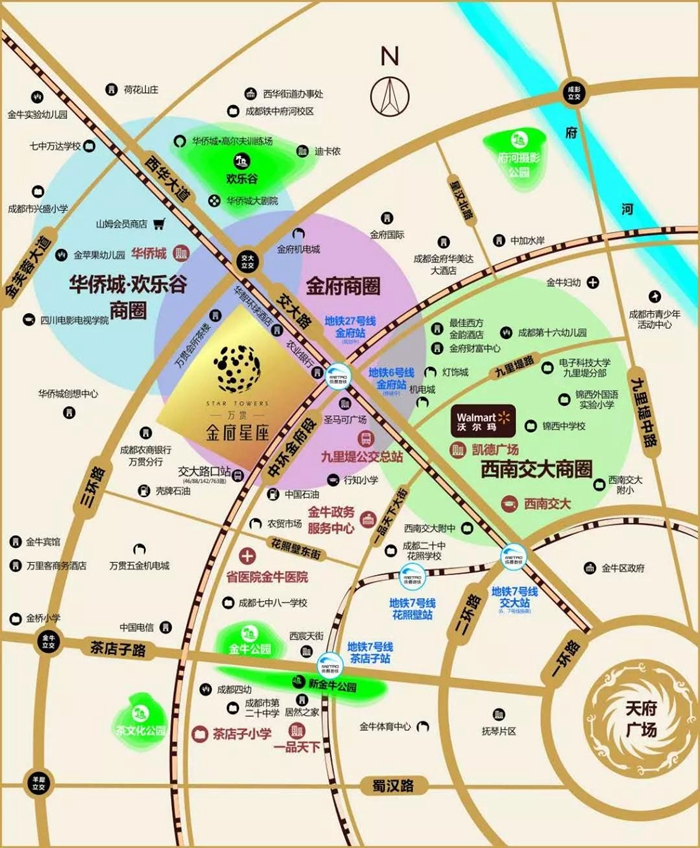 N
成彭
立交
荷花山庄
西华街道办事处
金牛实验幼儿园
成都铁中府河校区
府
七中万达学校
华侨城·高尔夫训练场
迪卡侬
欢乐谷
府河摄影
公园
西华大道
星汉北路
成都市兴盛小学
华侨城大剧院
河
山姆会员商店
金府机电城
金府国际
中加水岸
金芙蓉大道
金苹果幼儿园
华侨城
交大
立交
成都金府华美达
大酒店
华侨城·欢乐谷
商圈
金府商圈
金牛妇幼
华智环球酒店
交大路
成都市青少年
活动中心
四川电影电视学院
地铁27号线
金府站
最佳西方
金韵酒店
成都第十六幼儿园
万贯会所茶楼
农业银行
金府财富中心
九里堤路
电子科技大学
九里堤分部
地铁6号线
金府站
灯饰城
机电城
STAR TOWERS
万贯
金府星座
METRO
九里堤中路
锦西外国语
实验小学
华侨城创想中心
圣马可广场
Walmart
沃尔玛
锦西中学校
中环金府段
成都农商银行
万贯分行
九里堤公交总站
凯德广场
西南交大商圈
三环路
交大路口站
(46/88/142/763路)
行知小学
西南交大
附小
壳牌石油
中国石油
一品天下大街
西南交大
农贸市场
金牛政务
服务中心
西南交大附中
金牛宾馆
花照壁东街
成都二十中
花照学校
万里客商务酒店
万贯五金机电城
省医院金牛医院
METRO
METRO
金牛区政府
地铁7号线
花照壁站
地铁7号线
交大站
二环路
成都七中八一学校
金桥小学
中国电信
金牛公园
西宸天街
金牛
立交
茶店子路
地铁7号线
茶店子站
METRO
一环路
新金牛公园
成都四幼
成都市第
二十中学
居然之家
天府
广场
茶文化公园
茶店子小学
一品天下
金牛体育中心
抚琴片区
羊犀
立交
蜀汉路